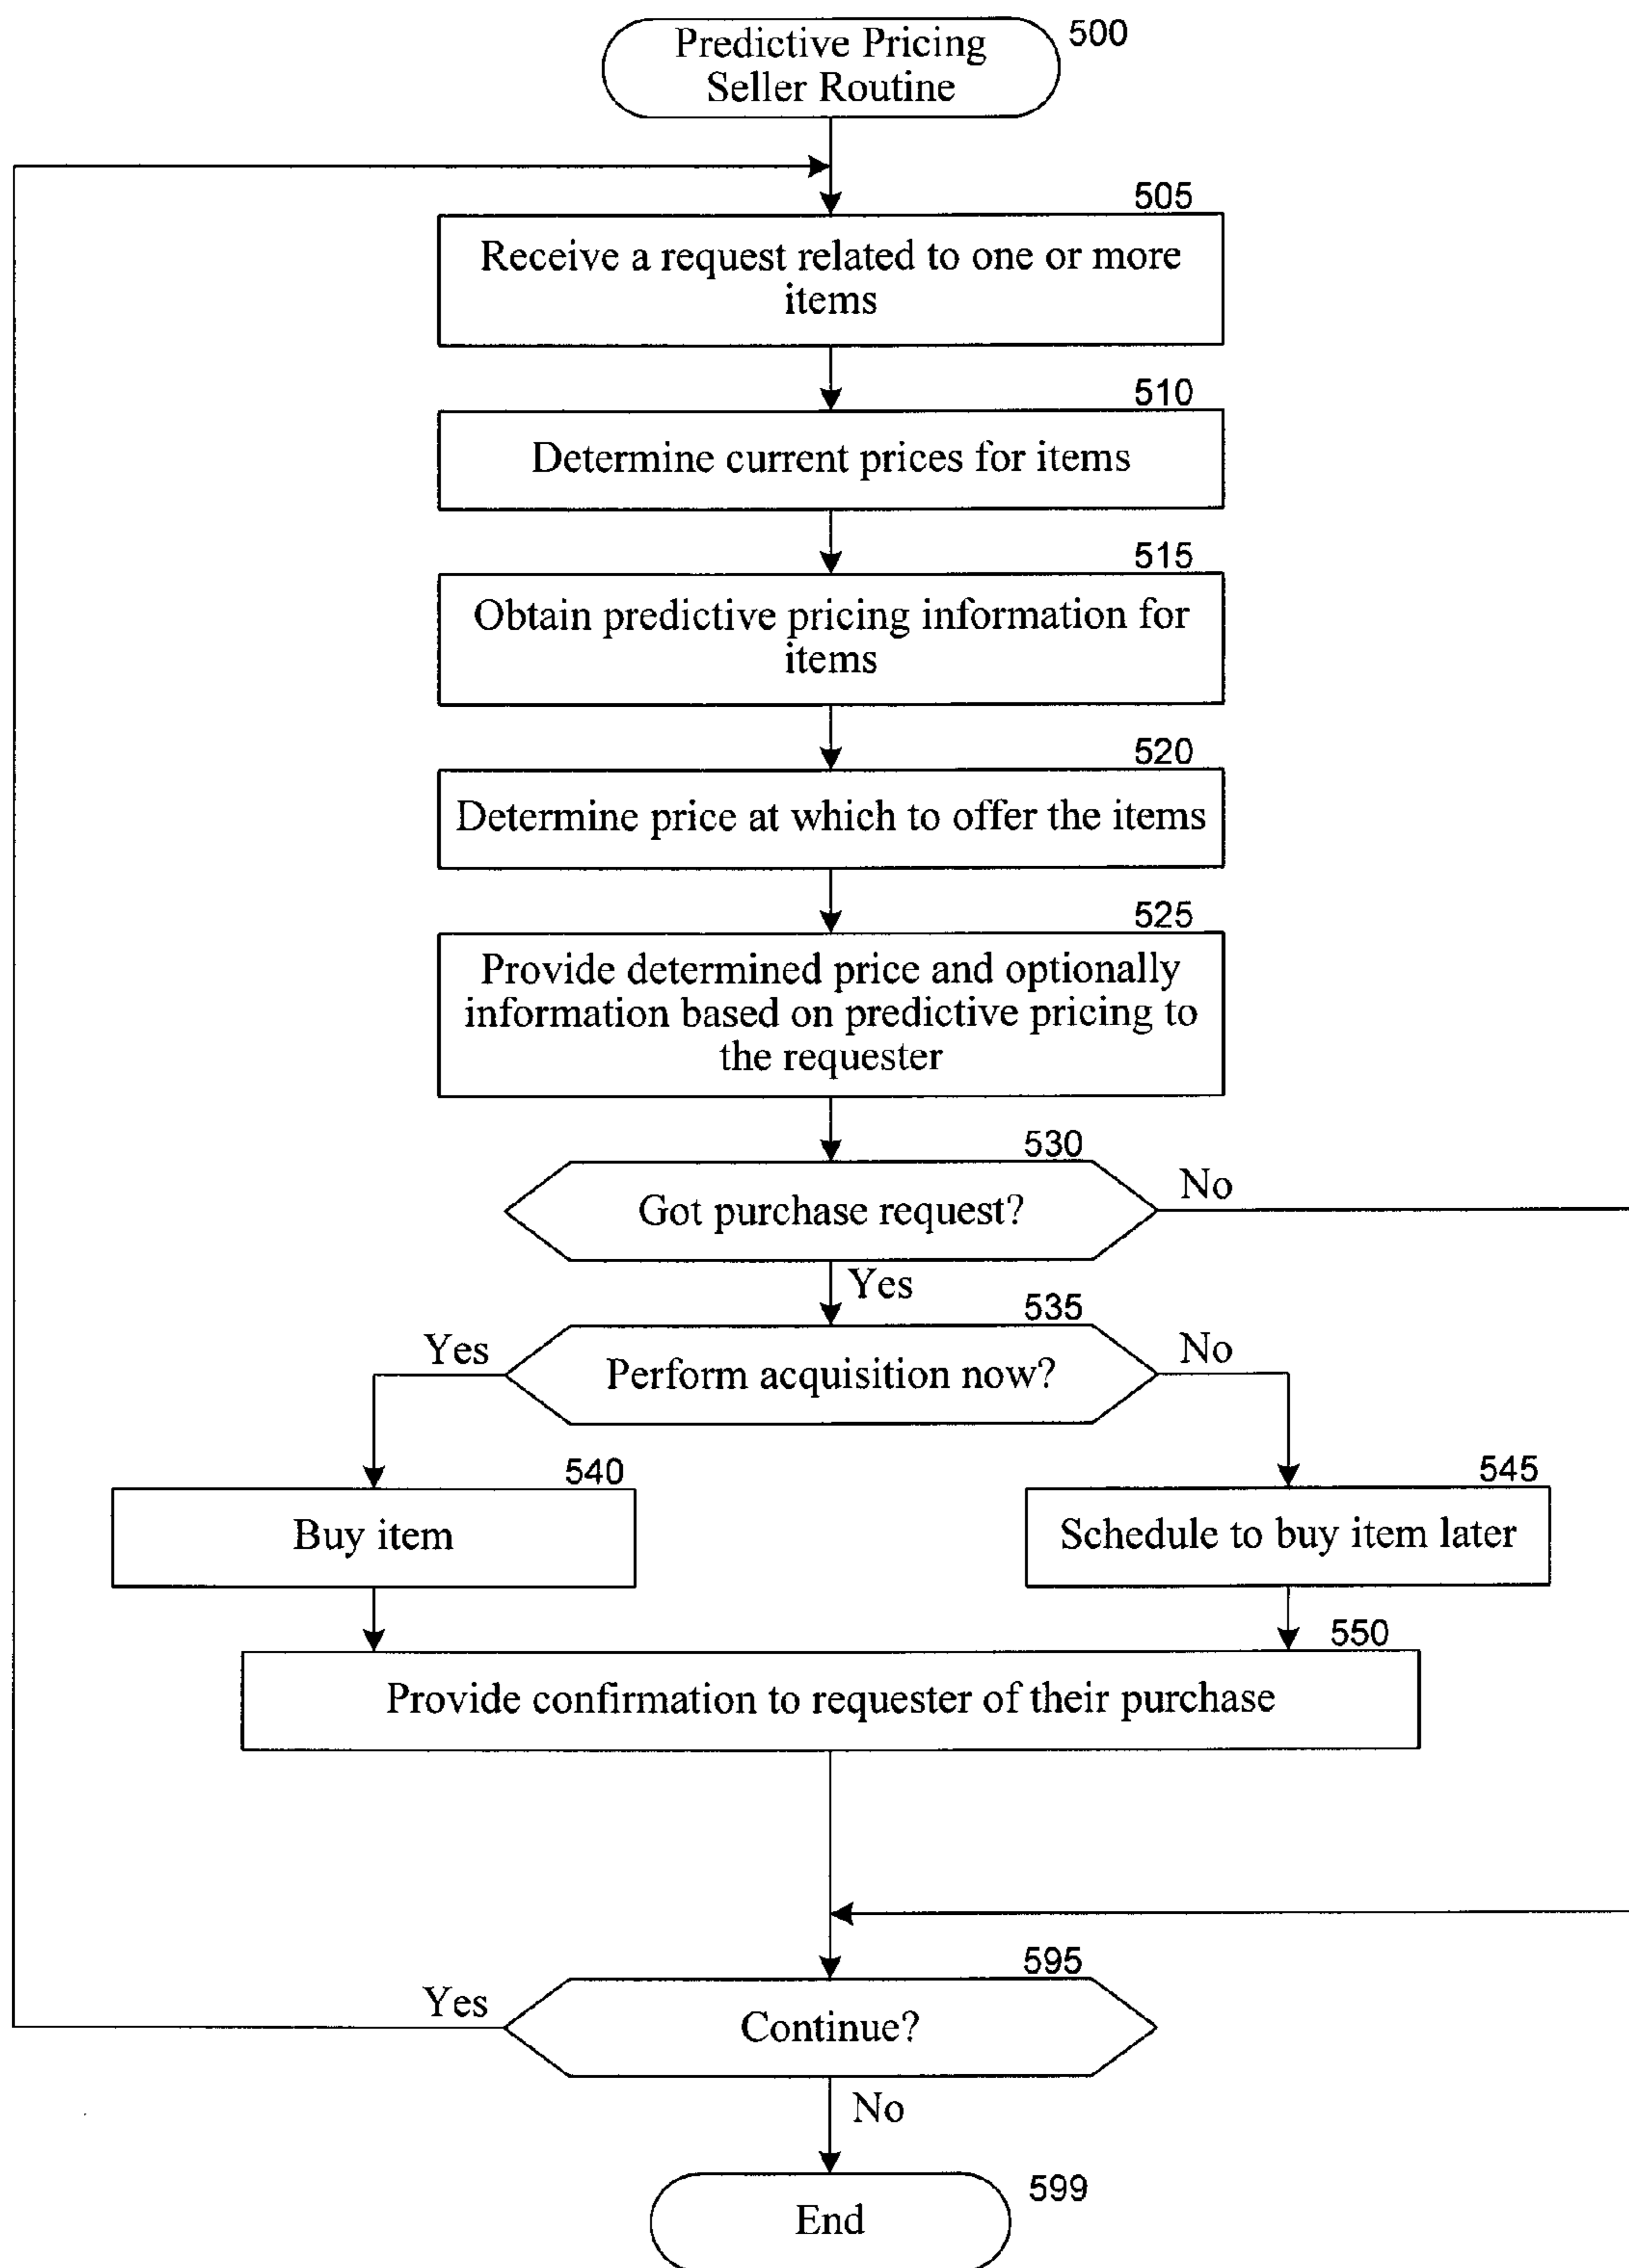 Predictive Pricing
Seller Routine
500
505
Receive a request related to one or more
items
510
Determine current prices for items
515
Obtain predictive pricing information for
items
520
Determine price at which to offer the items
525
Provide determined price and optionally
information based on predictive pricing to
the requester
530
Got purchase request?
No
Yes
535
Yes
Perform acquisition now?
No
540
Buy item
545
Schedule to buy item later
550
Provide confirmation to requester of their purchase
595
Yes
Continue?
No
599
End